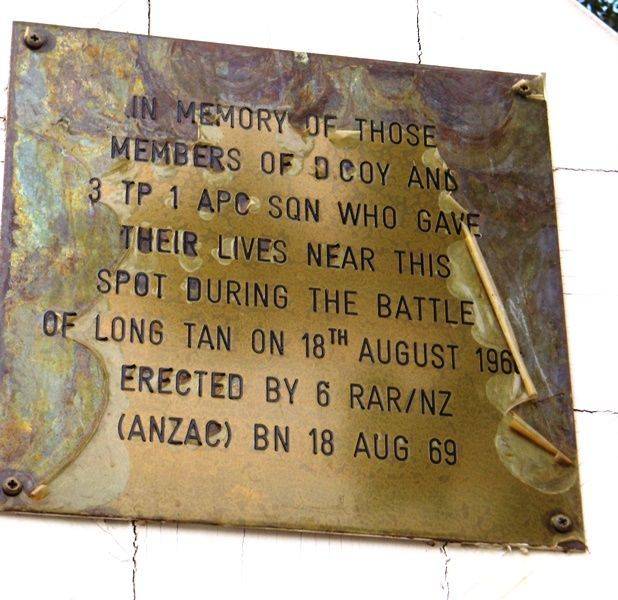 IN MEMORY OF THOSE
MEMBERS OF D.COY AND
3 TP 1 APC SQN WHO GAVE
THEIR LIVES NEAR THIS
SPOT DURING THE BATTLE
OF LONG TAN ON 18TH AUGUST 1966
ERECTED BY 6 RAR/NZ
(ANZAC) BN 18 AUG 69